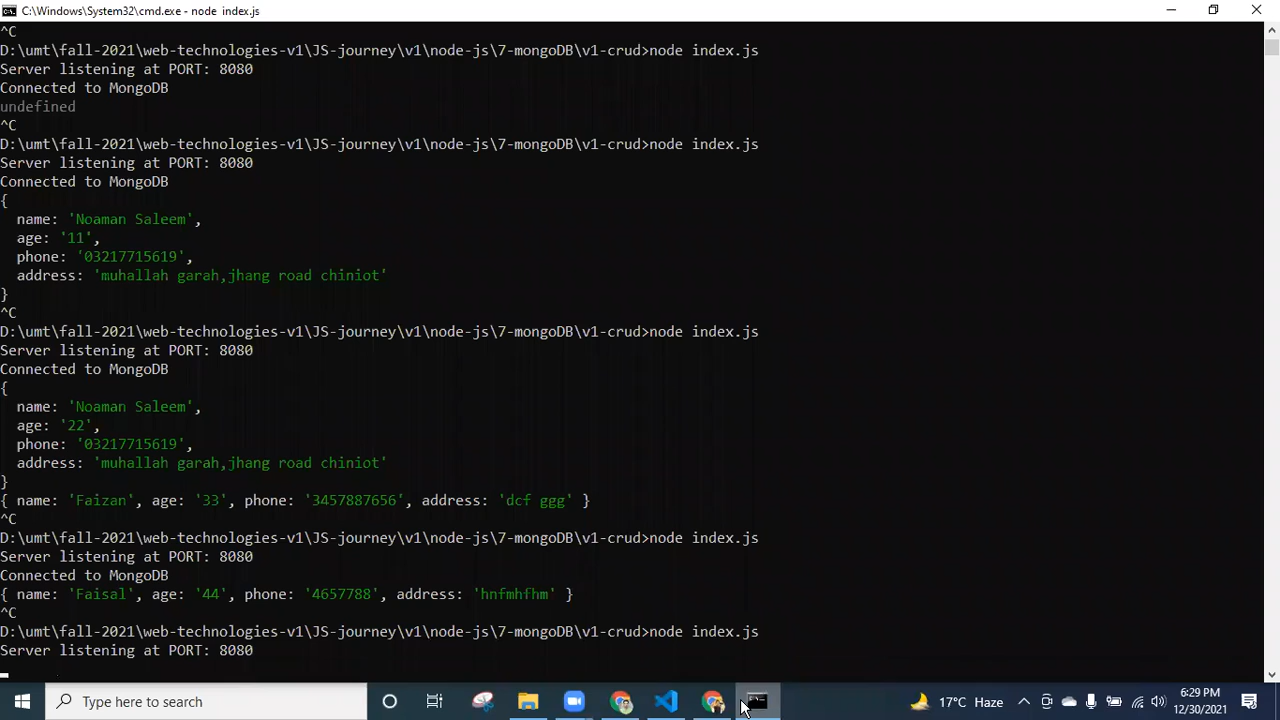 C:\Windows\System32\cmd.exe - node index.js
^C
D:\umt\fall-2021\web-technologies-v1\JS-journey\v1\node-js\7-mongoDB\v1-crud>node index.js
Server listening at PORT: 8080
Connected to MongoDB
undefined
^C
D:\umt\fall-2021\web-technologies-v1\JS-journey\v1\node-js\7-mongoDB\v1-crud>node index.js
Server listening at PORT: 8080
Connected to MongoDB
{
  name: 'Noaman Saleem',
  age: '11',
  phone: '03217715619',
  address: 'muhallah garah,jhang road chiniot'
}
^C
D:\umt\fall-2021\web-technologies-v1\JS-journey\v1\node-js\7-mongoDB\v1-crud>node index.js
Server listening at PORT: 8080
Connected to MongoDB
{
  name: 'Noaman Saleem',
  age: '22',
  phone: '03217715619',
  address: 'muhallah garah,jhang road chiniot'
}
{ name: 'Faizan', age: '33', phone: '3457887656', address: 'dcf ggg' }
^C
D:\umt\fall-2021\web-technologies-v1\JS-journey\v1\node-js\7-mongoDB\v1-crud>node index.js
Server listening at PORT: 8080
Connected to MongoDB
{ name: 'Faisal', age: '44', phone: '4657788', address: 'hnfmhfhm' }
^C
D:\umt\fall-2021\web-technologies-v1\JS-journey\v1\node-js\7-mongoDB\v1-crud>node index.js
Server listening at PORT: 8080
Type here to search
17°C Haze
6:29 PM
12/30/2021